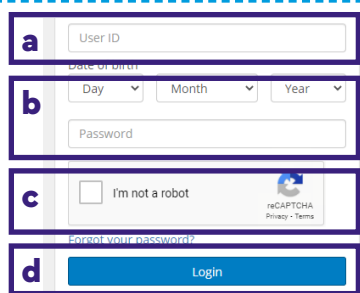 a
User ID
Date of birth
b
Day Month Year
Password
c
I'm not a robot
reCAPTCHA
Privacy - Terms
Forgot your password?
d
Login